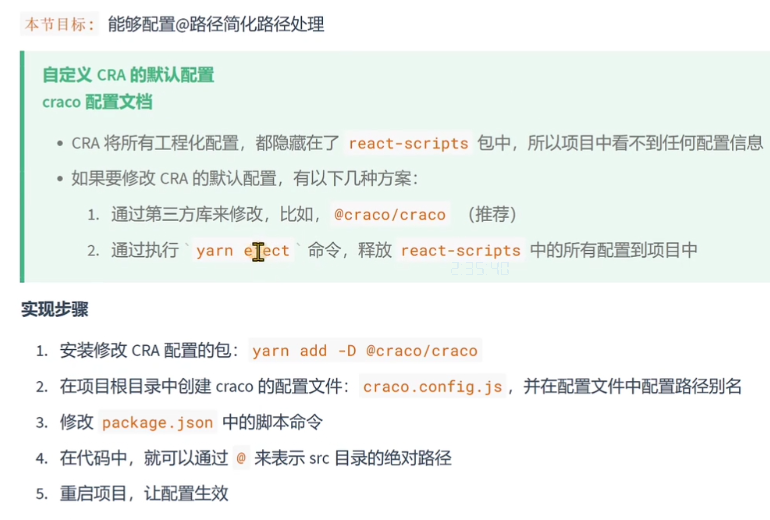 本节目标： 能够配置@路径简化路径处理
自定义 CRA 的默认配置
craco 配置文档
• CRA 将所有工程化配置，都隐藏在了 react-scripts 包中，所以项目中看不到任何配置信息
• 如果要修改 CRA 的默认配置，有以下几种方案：
1. 通过第三方库来修改，比如， @craco/craco （推荐）
2. 通过执行 `yarn eject` 命令，释放 react-scripts 中的所有配置到项目中
2:35:40
实现步骤
1. 安装修改 CRA 配置的包： yarn add -D @craco/craco
2. 在项目根目录中创建 craco 的配置文件： craco.config.js ，并在配置文件中配置路径别名
3. 修改 package.json 中的脚本命令
4. 在代码中，就可以通过 @ 来表示 src 目录的绝对路径
5. 重启项目，让配置生效